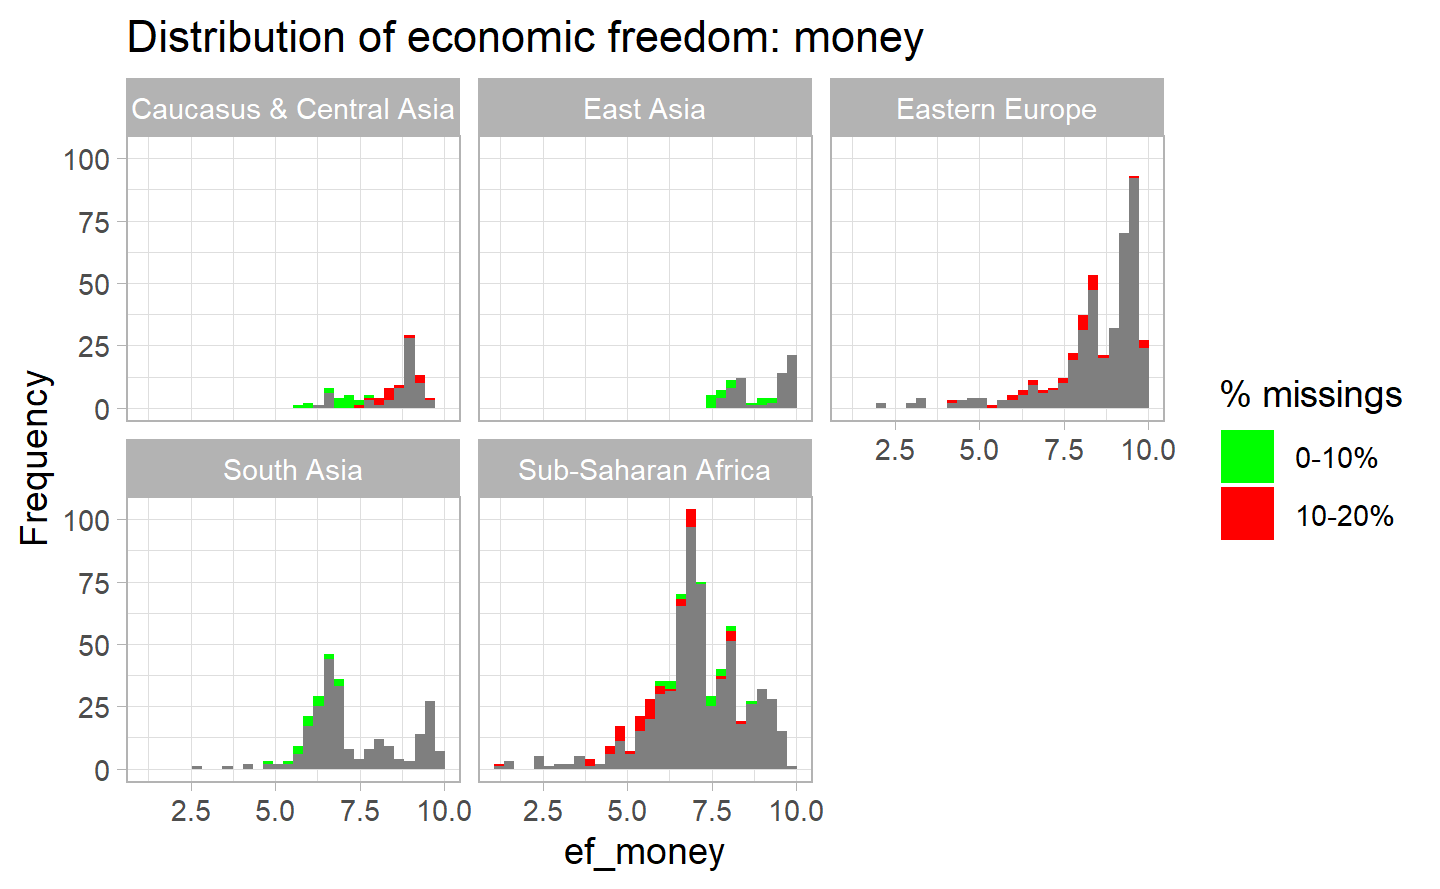 Distribution of economic freedom: money
Caucasus & Central Asia
East Asia
Eastern Europe
100
75
50
25
0
2.5 5.0 7.5 10.0
South Asia
Sub-Saharan Africa
100
75
50
25
0
2.5 5.0 7.5 10.0
2.5 5.0 7.5 10.0
Frequency
ef_money
% missings
0-10%
10-20%